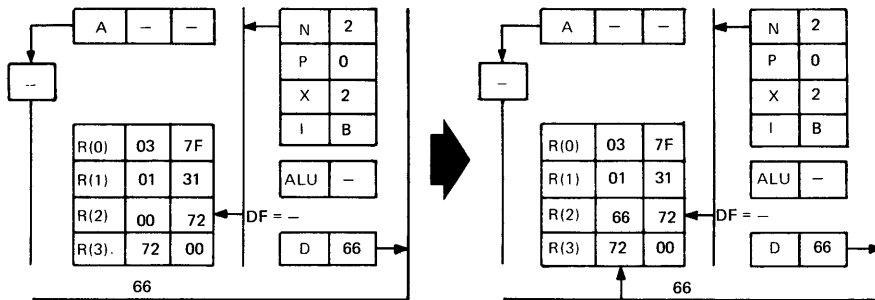 A – –
–
N 2
P 0
X 2
I B
R(0) 03 7F
R(1) 01 31
R(2) 00 72
R(3). 72 00
ALU –
DF = –
D 66
66
A – –
–
N 2
P 0
X 2
I B
R(0) 03 7F
R(1) 01 31
R(2) 66 72
R(3) 72 00
ALU –
DF = –
D 66
66